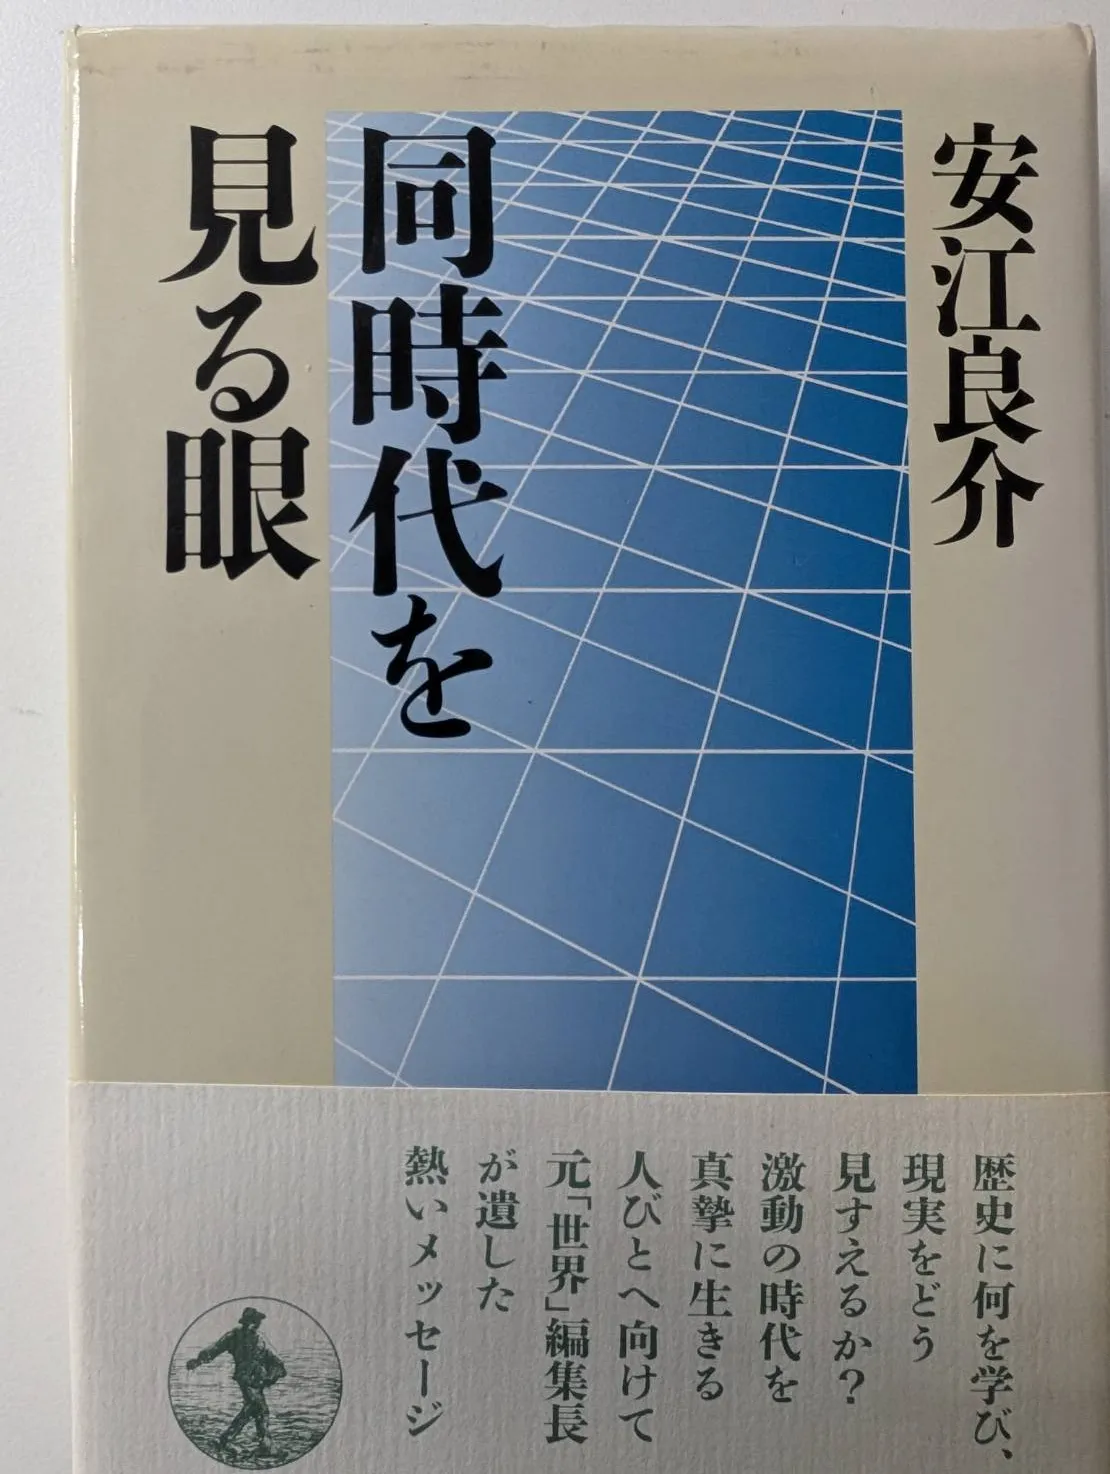 安江良介
同時代を
見る眼
歴史に何を学び、
現実をどう
見すえるか?
激動の時代を
真摯に生きる
人びとへ向けて
元「世界」編集長
が遺した
熱いメッセージ